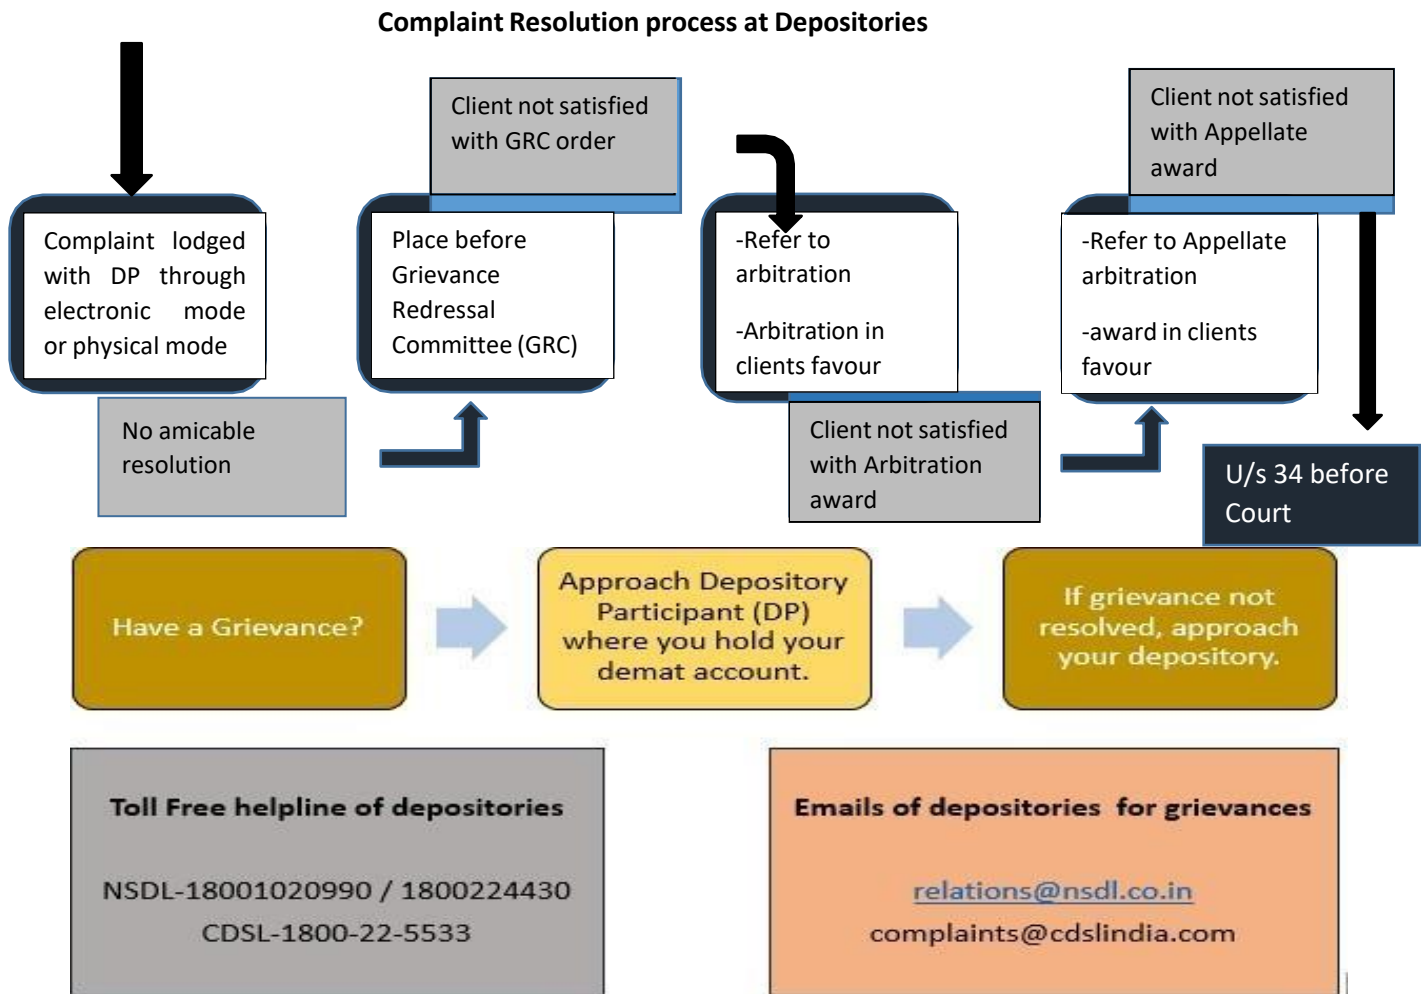 Complaint Resolution process at Depositories
Client not satisfied
with GRC order
Client not satisfied
with Appellate
award
Complaint lodged
with DP through
electronic mode
or physical mode
Place before
Grievance
Redressal
Committee (GRC)
-Refer to
arbitration
-Arbitration in
clients favour
-Refer to Appellate
arbitration
-award in clients
favour
No amicable
resolution
Client not satisfied
with Arbitration
award
U/s 34 before
Court
Have a Grievance?
Approach Depository
Participant (DP)
where you hold your
demat account.
If grievance not
resolved, approach
your depository.
Toll Free helpline of depositories
NSDL-18001020990 / 1800224430
CDSL-1800-22-5533
Emails of depositories for grievances
relations@nsdl.co.in
complaints@cdslindia.com